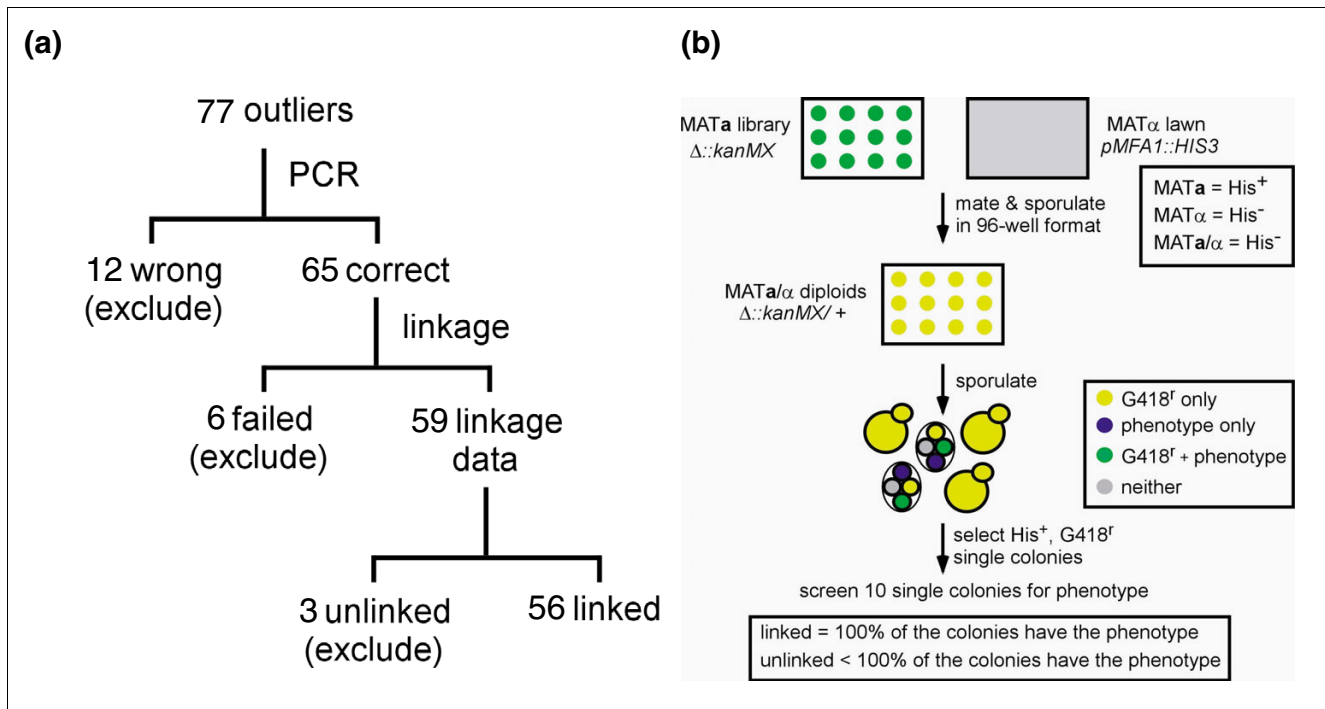 (a)
77 outliers
PCR
12 wrong
(exclude)
65 correct
linkage
6 failed
(exclude)
59 linkage
data
3 unlinked
(exclude)
56 linked
(b)
MATa library
Δ::kanMX
MATα lawn
pMFA1::HIS3
MATa = His⁺
MATα = His⁻
MATa/α = His⁻
mate & sporulate
in 96-well format
MATa/α diploids
Δ::kanMX/ +
sporulate
G418ʳ only
phenotype only
G418ʳ + phenotype
neither
select His⁺, G418ʳ
single colonies
screen 10 single colonies for phenotype
linked = 100% of the colonies have the phenotype
unlinked < 100% of the colonies have the phenotype